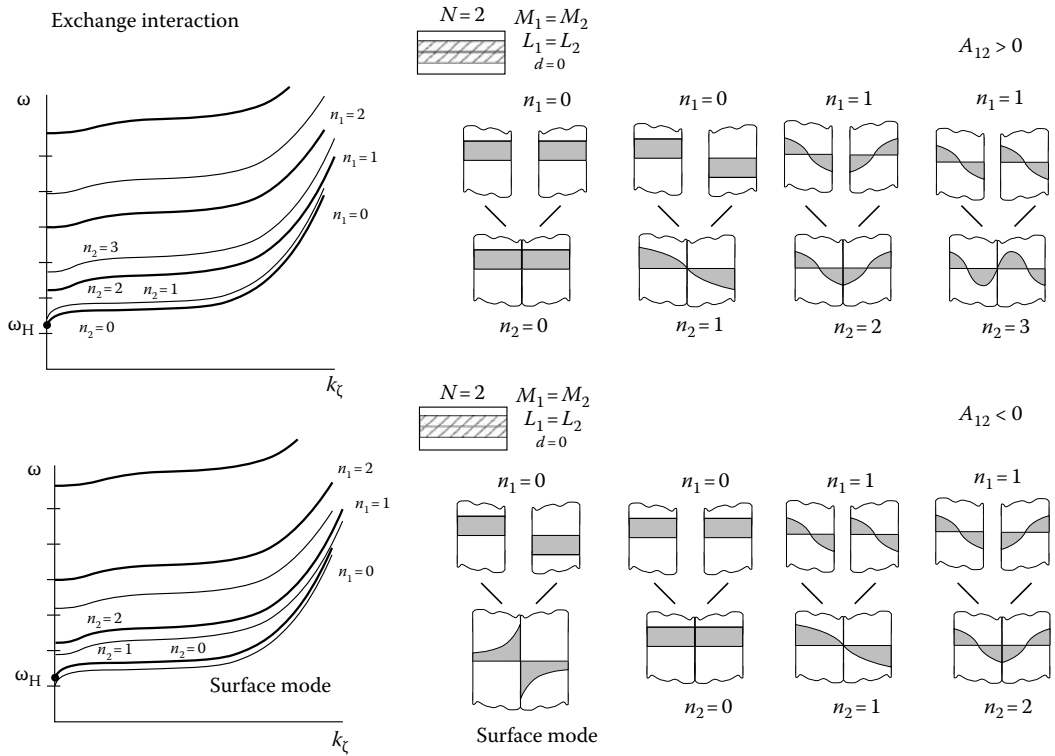 Exchange interaction
N = 2
M₁ = M₂
L₁ = L₂
d = 0
A₁₂ > 0
ω
n₁ = 2
n₁ = 1
n₁ = 0
n₂ = 3
n₂ = 2
n₂ = 1
n₂ = 0
ω_H
k_ζ
n₁ = 0
n₁ = 0
n₁ = 1
n₁ = 1
n₂ = 0
n₂ = 1
n₂ = 2
n₂ = 3
N = 2
M₁ = M₂
L₁ = L₂
d = 0
A₁₂ < 0
ω
n₁ = 2
n₁ = 1
n₁ = 0
n₂ = 2
n₂ = 1
n₂ = 0
ω_H
Surface mode
k_ζ
n₁ = 0
n₁ = 0
n₁ = 1
n₁ = 1
Surface mode
n₂ = 0
n₂ = 1
n₂ = 2